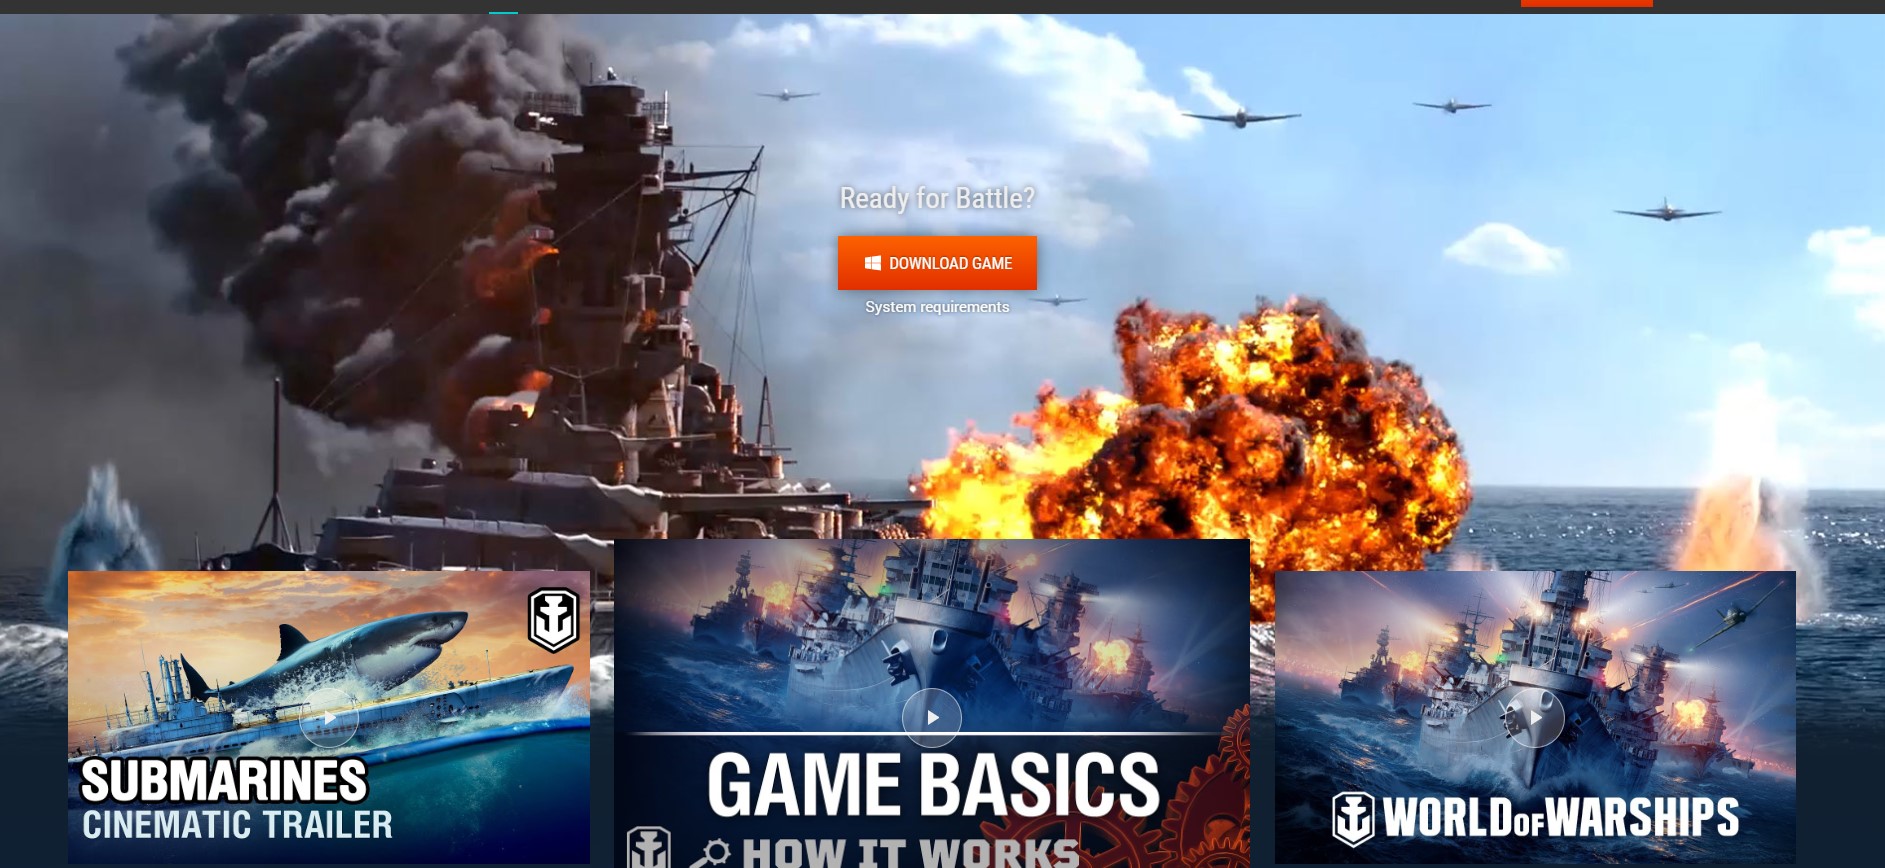 Ready for Battle?
DOWNLOAD GAME
System requirements
SUBMARINES
CINEMATIC TRAILER
GAME BASICS
HOW IT WORKS
WORLD OF WARSHIPS